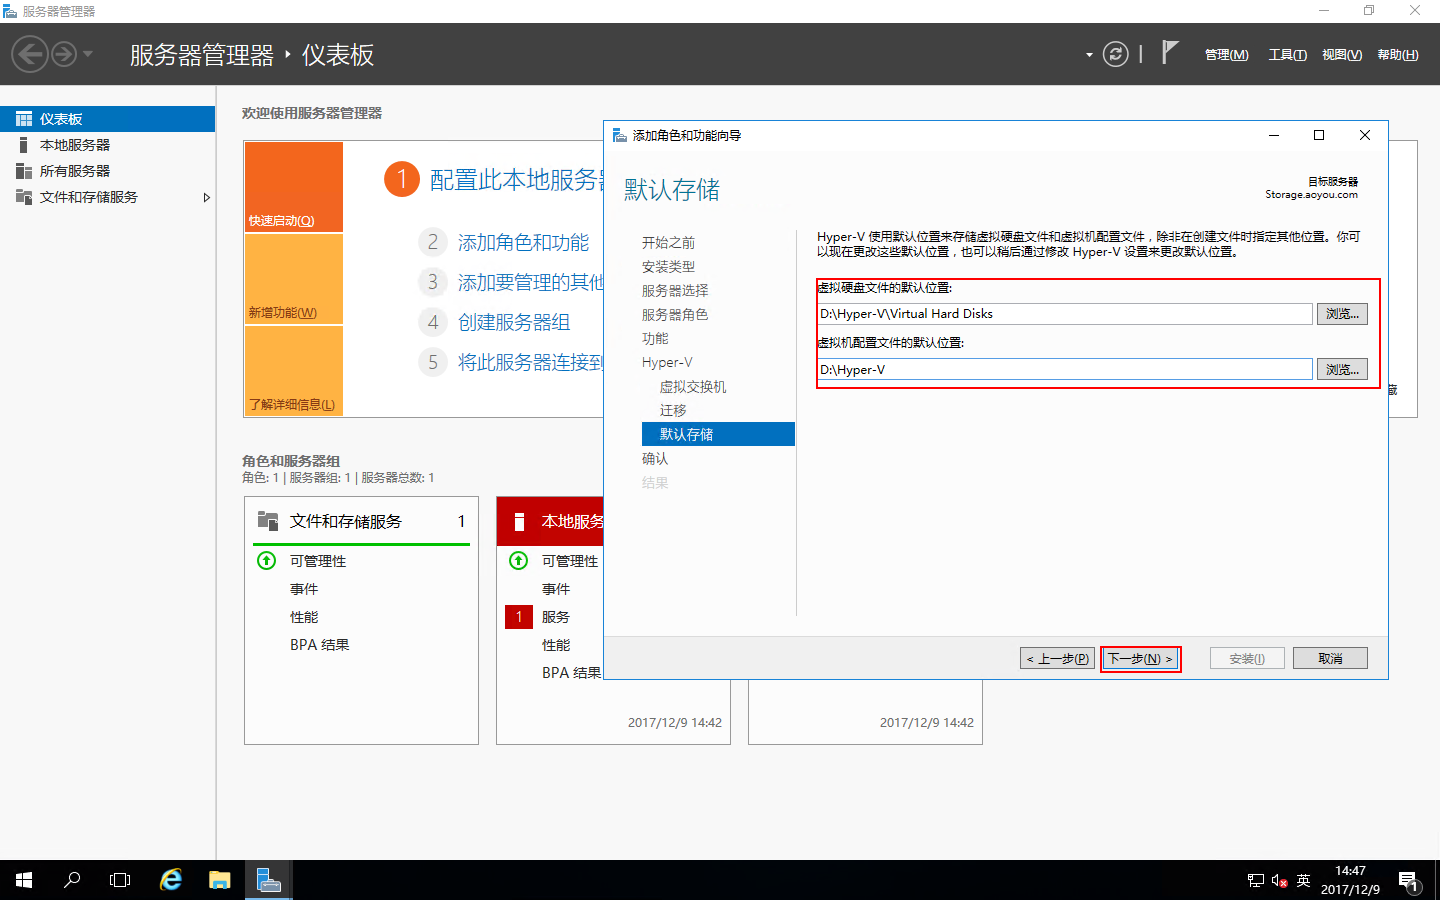 服务器管理器
服务器管理器 ‣ 仪表板
管理(M)
工具(T)
视图(V)
帮助(H)
仪表板
本地服务器
所有服务器
文件和存储服务
欢迎使用服务器管理器
快速启动(Q)
新增功能(W)
了解详细信息(L)
1 配置此本地服务
2 添加角色和功能
3 添加要管理的其他
4 创建服务器组
5 将此服务器连接到
藏
角色和服务器组
角色: 1 | 服务器组: 1 | 服务器总数: 1
文件和存储服务 1
可管理性
事件
性能
BPA 结果
本地服务
可管理性
事件
1 服务
性能
BPA 结果
2017/12/9 14:42
2017/12/9 14:42
添加角色和功能向导
默认存储
目标服务器
Storage.aoyou.com
开始之前
安装类型
服务器选择
服务器角色
功能
Hyper-V
虚拟交换机
迁移
默认存储
确认
结果
Hyper-V 使用默认位置来存储虚拟硬盘文件和虚拟机配置文件，除非在创建文件时指定其他位置。你可
以现在更改这些默认位置，也可以稍后通过修改 Hyper-V 设置来更改默认位置。
虚拟硬盘文件的默认位置:
D:\Hyper-V\Virtual Hard Disks
浏览...
虚拟机配置文件的默认位置:
D:\Hyper-V
浏览...
< 上一步(P)
下一步(N) >
安装(I)
取消
英
14:47
2017/12/9
1